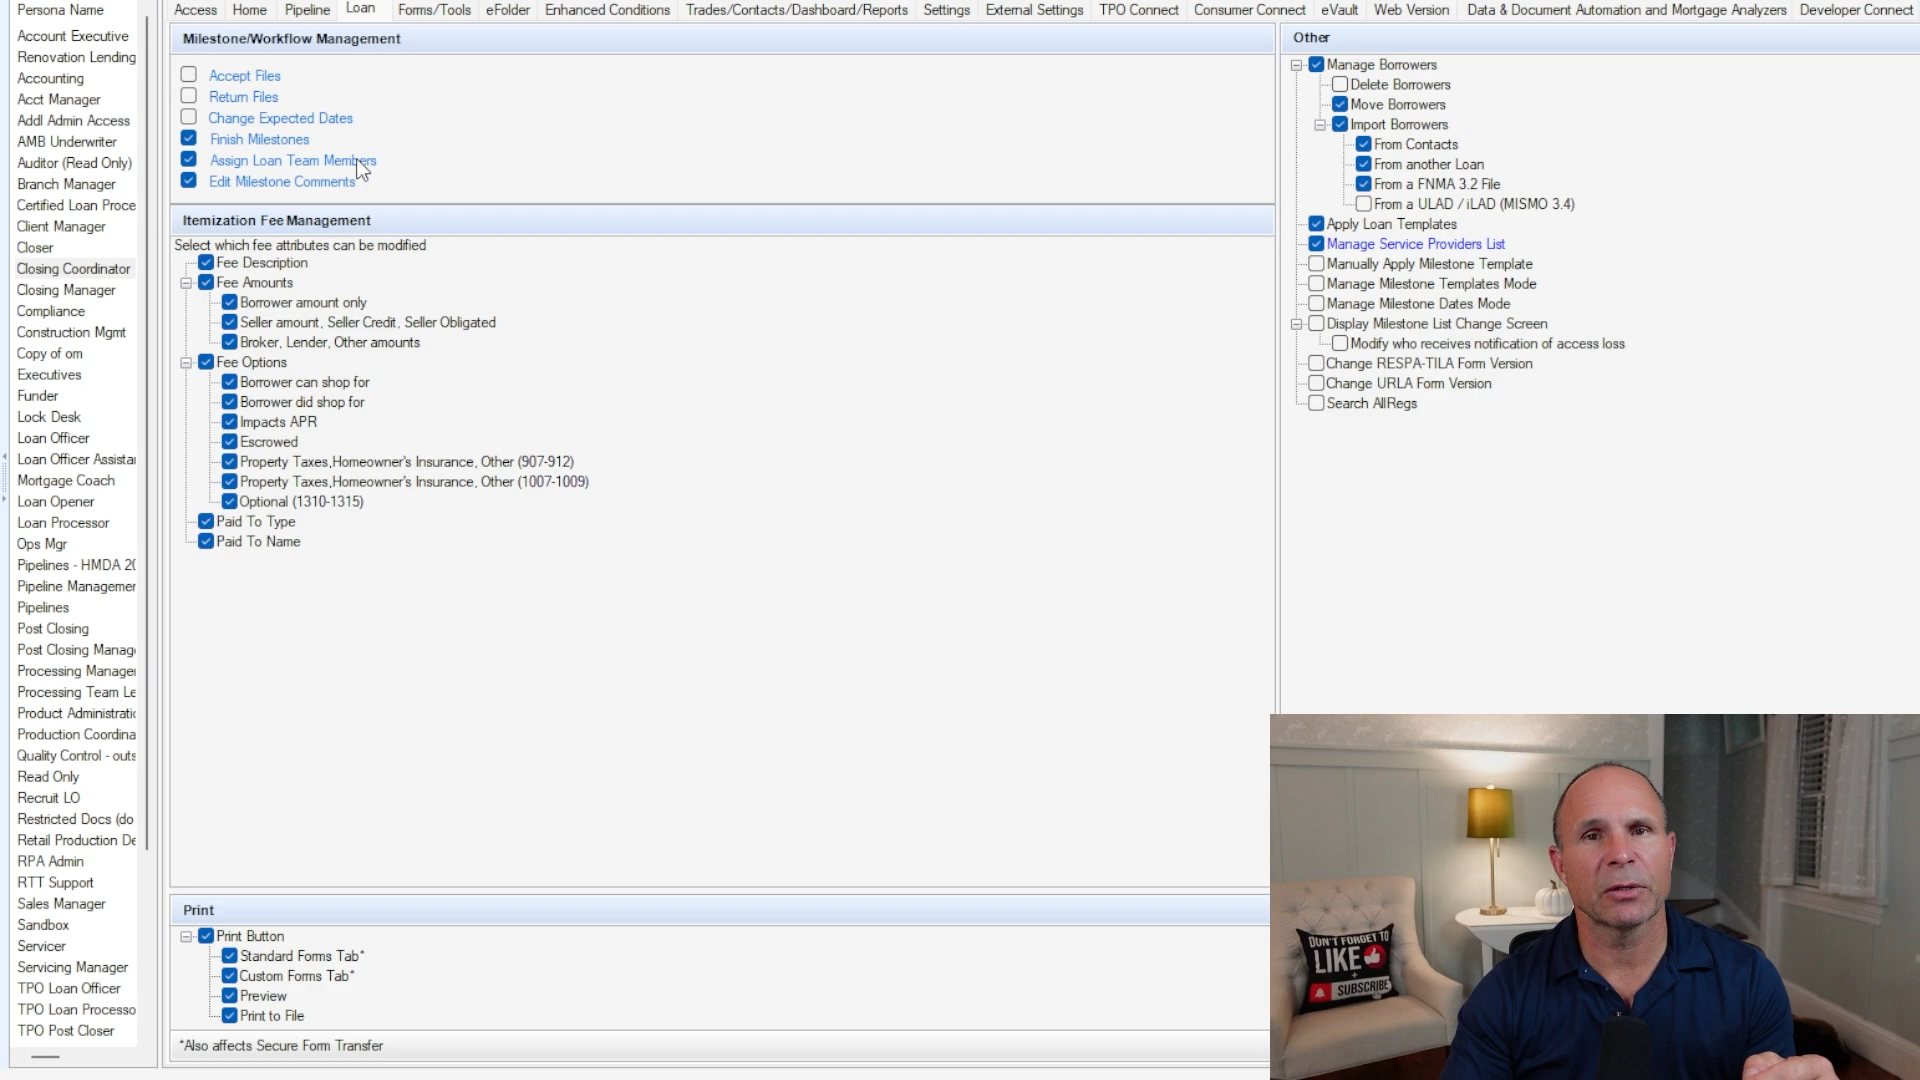 Persona Name
Account Executive
Renovation Lending
Accounting
Acct Manager
Addl Admin Access
AMB Underwriter
Auditor (Read Only)
Branch Manager
Certified Loan Proce
Client Manager
Closer
Closing Coordinator
Closing Manager
Compliance
Construction Mgmt
Copy of om
Executives
Funder
Lock Desk
Loan Officer
Loan Officer Assistar
Mortgage Coach
Loan Opener
Loan Processor
Ops Mgr
Pipelines - HMDA 20
Pipeline Managemer
Pipelines
Post Closing
Post Closing Manag
Processing Manager
Processing Team Le
Product Administratic
Production Coordina
Quality Control - outs
Read Only
Recruit LO
Restricted Docs (do
Retail Production De
RPA Admin
RTT Support
Sales Manager
Sandbox
Servicer
Servicing Manager
TPO Loan Officer
TPO Loan Processo
TPO Post Closer
Access Home Pipeline Loan Forms/Tools eFolder Enhanced Conditions Trades/Contacts/Dashboard/Reports Settings External Settings TPO Connect Consumer Connect eVault Web Version Data & Document Automation and Mortgage Analyzers Developer Connect
Milestone/Workflow Management
Accept Files
Return Files
Change Expected Dates
Finish Milestones
Assign Loan Team Members
Edit Milestone Comments
Itemization Fee Management
Select which fee attributes can be modified
Fee Description
Fee Amounts
Borrower amount only
Seller amount, Seller Credit, Seller Obligated
Broker, Lender, Other amounts
Fee Options
Borrower can shop for
Borrower did shop for
Impacts APR
Escrowed
Property Taxes,Homeowner's Insurance, Other (907-912)
Property Taxes,Homeowner's Insurance, Other (1007-1009)
Optional (1310-1315)
Paid To Type
Paid To Name
Print
Print Button
Standard Forms Tab*
Custom Forms Tab*
Preview
Print to File
*Also affects Secure Form Transfer
Other
Manage Borrowers
Delete Borrowers
Move Borrowers
Import Borrowers
From Contacts
From another Loan
From a FNMA 3.2 File
From a ULAD / iLAD (MISMO 3.4)
Apply Loan Templates
Manage Service Providers List
Manually Apply Milestone Template
Manage Milestone Templates Mode
Manage Milestone Dates Mode
Display Milestone List Change Screen
Modify who receives notification of access loss
Change RESPA-TILA Form Version
Change URLA Form Version
Search AllRegs
DON'T FORGET TO
LIKE
+
SUBSCRIBE